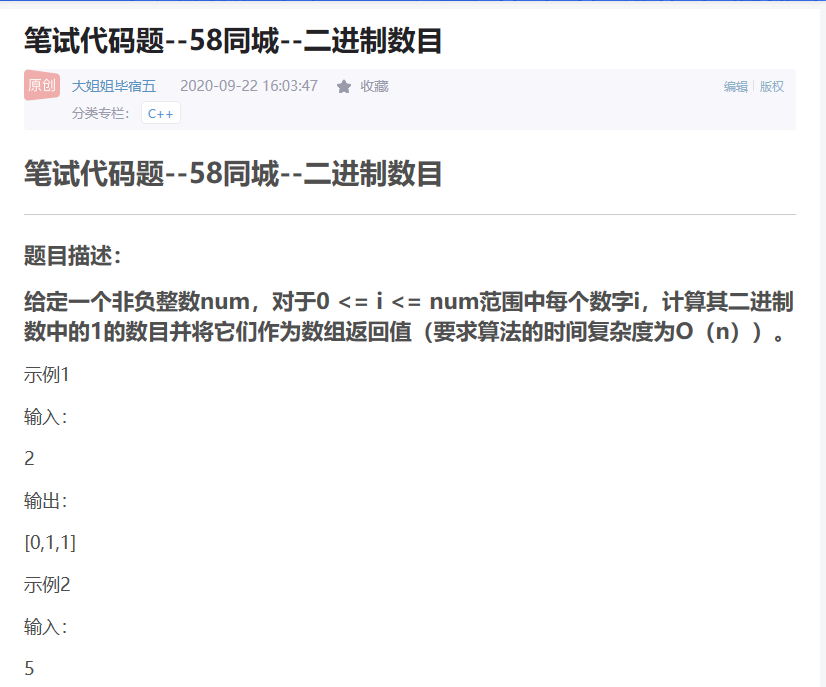 笔试代码题--58同城--二进制数目
原创 大姐姐毕宿五 2020-09-22 16:03:47 ★ 收藏 编辑 版权
分类专栏： C++
笔试代码题--58同城--二进制数目
题目描述：
给定一个非负整数num，对于0 <= i <= num范围中每个数字i，计算其二进制
数中的1的数目并将它们作为数组返回值（要求算法的时间复杂度为O（n））。
示例1
输入：
2
输出：
[0,1,1]
示例2
输入：
5